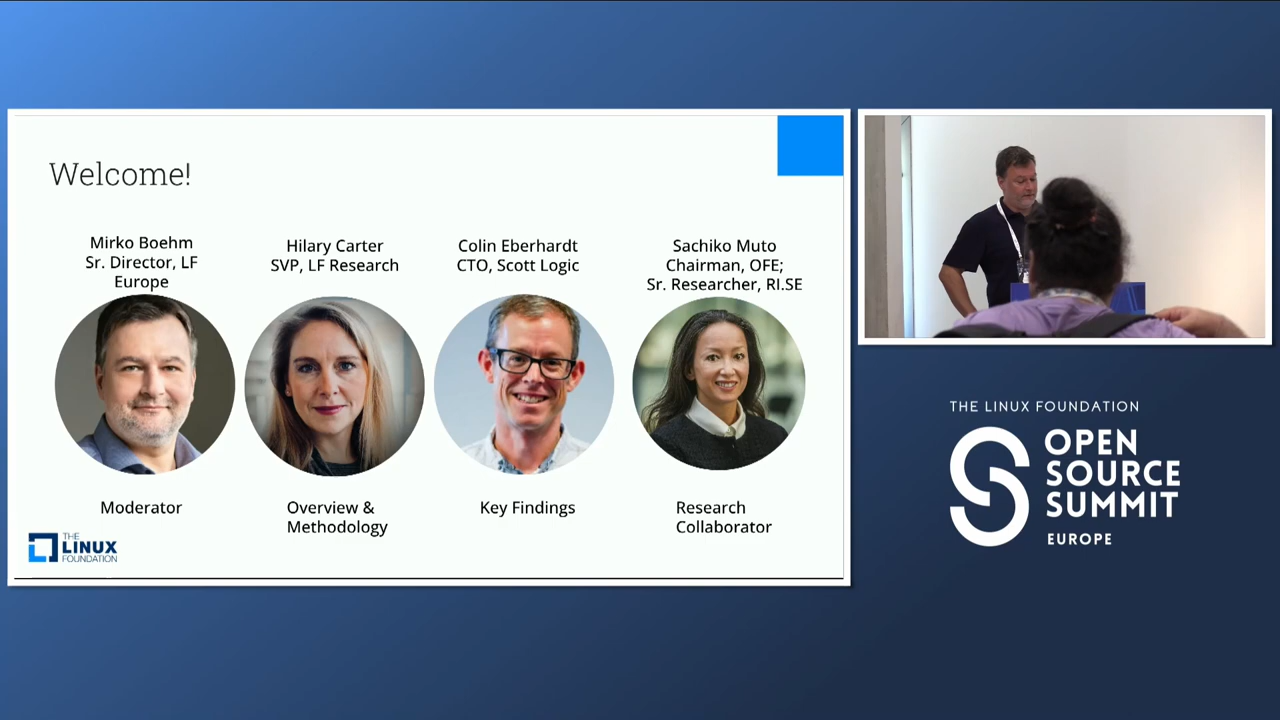 Welcome!
Mirko Boehm
Sr. Director, LF
Europe
Hilary Carter
SVP, LF Research
Colin Eberhardt
CTO, Scott Logic
Sachiko Muto
Chairman, OFE;
Sr. Researcher, RI.SE
Moderator
Overview &
Methodology
Key Findings
Research
Collaborator
THE
LINUX
FOUNDATION
THE LINUX FOUNDATION
OPEN
SOURCE
SUMMIT
EUROPE